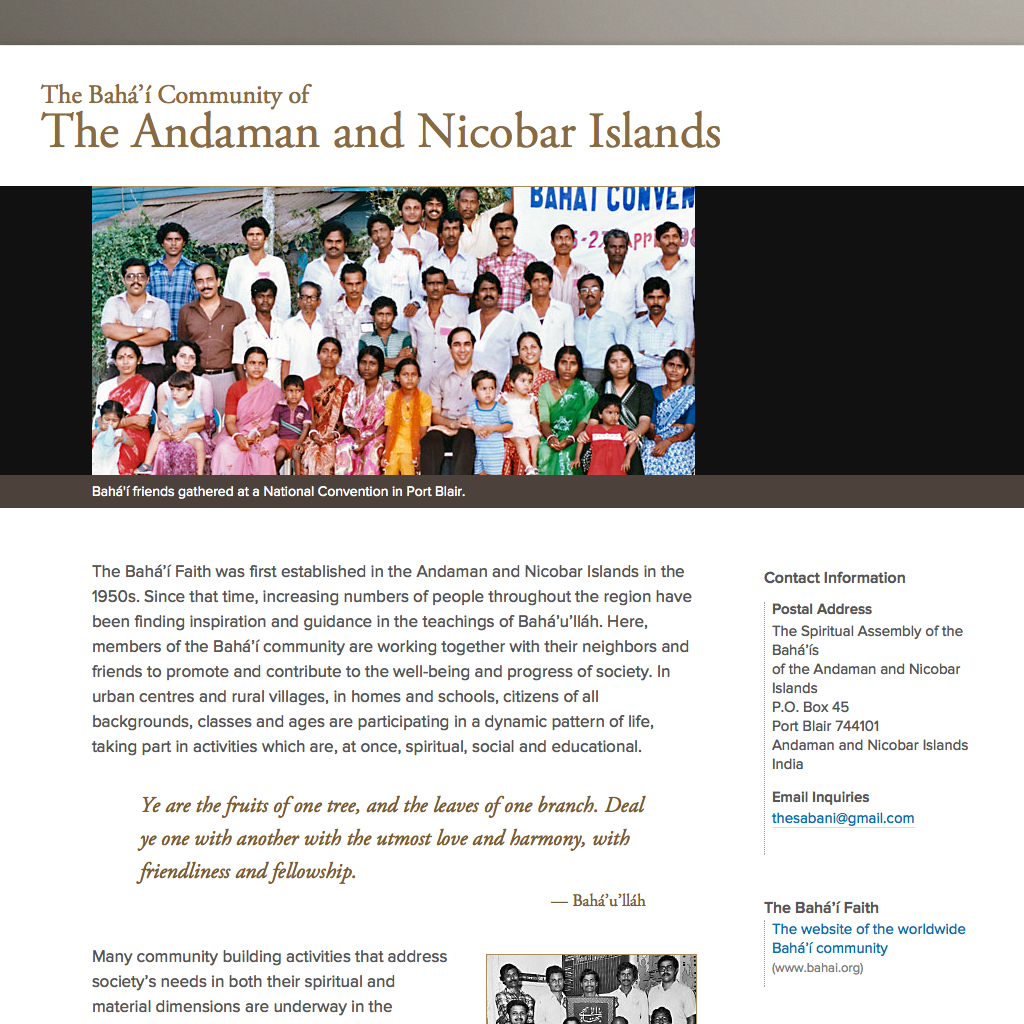 The Bahá’í Community of
The Andaman and Nicobar Islands
BAHA'I CONVEN
Bahá'í friends gathered at a National Convention in Port Blair.
The Bahá’í Faith was first established in the Andaman and Nicobar Islands in the
1950s. Since that time, increasing numbers of people throughout the region have
been finding inspiration and guidance in the teachings of Bahá’u’lláh. Here,
members of the Bahá’í community are working together with their neighbors and
friends to promote and contribute to the well-being and progress of society. In
urban centres and rural villages, in homes and schools, citizens of all
backgrounds, classes and ages are participating in a dynamic pattern of life,
taking part in activities which are, at once, spiritual, social and educational.
Ye are the fruits of one tree, and the leaves of one branch. Deal
ye one with another with the utmost love and harmony, with
friendliness and fellowship.
— Bahá’u’lláh
Many community building activities that address
society’s needs in both their spiritual and
material dimensions are underway in the
Contact Information
Postal Address
The Spiritual Assembly of the
Bahá’ís
of the Andaman and Nicobar
Islands
P.O. Box 45
Port Blair 744101
Andaman and Nicobar Islands
India
Email Inquiries
thesabani@gmail.com
The Bahá’í Faith
The website of the worldwide
Bahá’í community
(www.bahai.org)